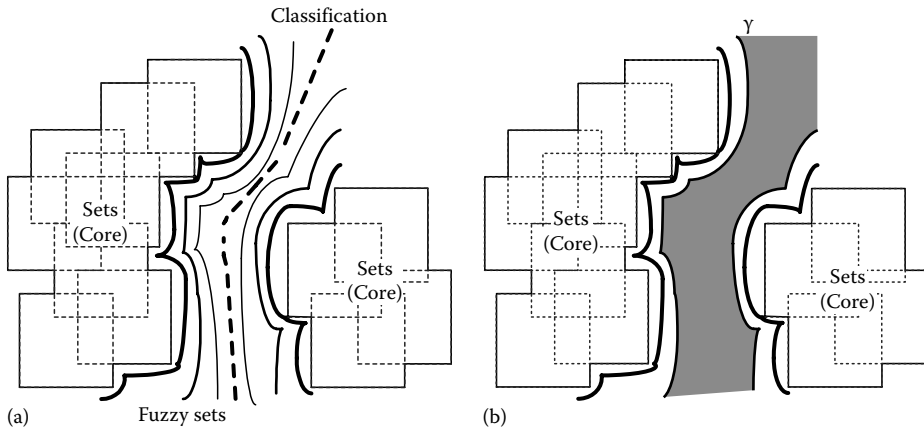 Classification
Sets
(Core)
Sets
(Core)
Fuzzy sets
(a)
γ
Sets
(Core)
Sets
(Core)
(b)